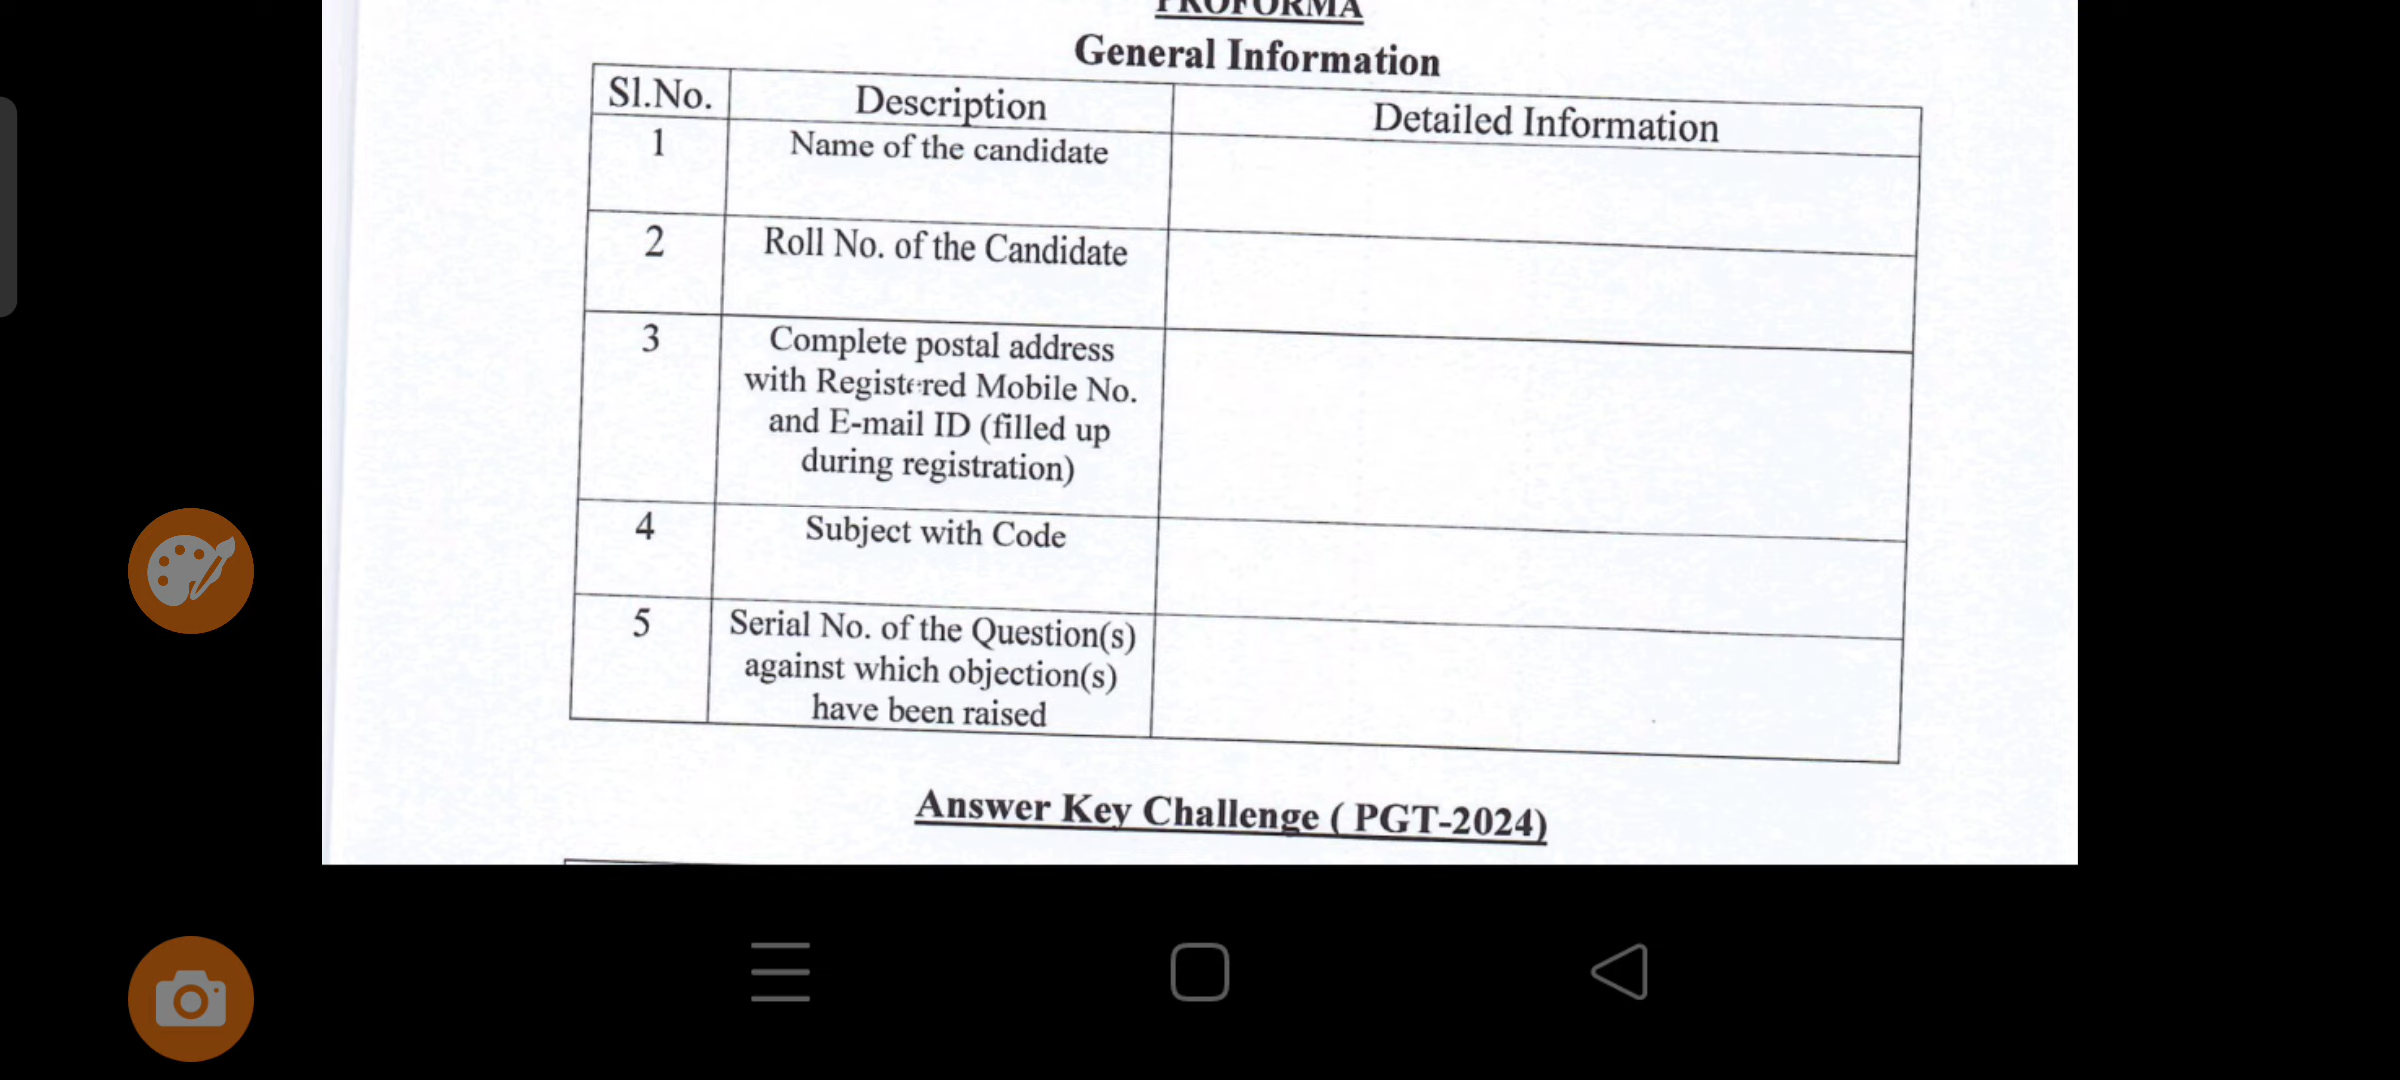 PROFORMA
General Information
Sl.No.
Description
Detailed Information
1
Name of the candidate
2
Roll No. of the Candidate
3
Complete postal address
with Registered Mobile No.
and E-mail ID (filled up
during registration)
4
Subject with Code
5
Serial No. of the Question(s)
against which objection(s)
have been raised
Answer Key Challenge ( PGT-2024)